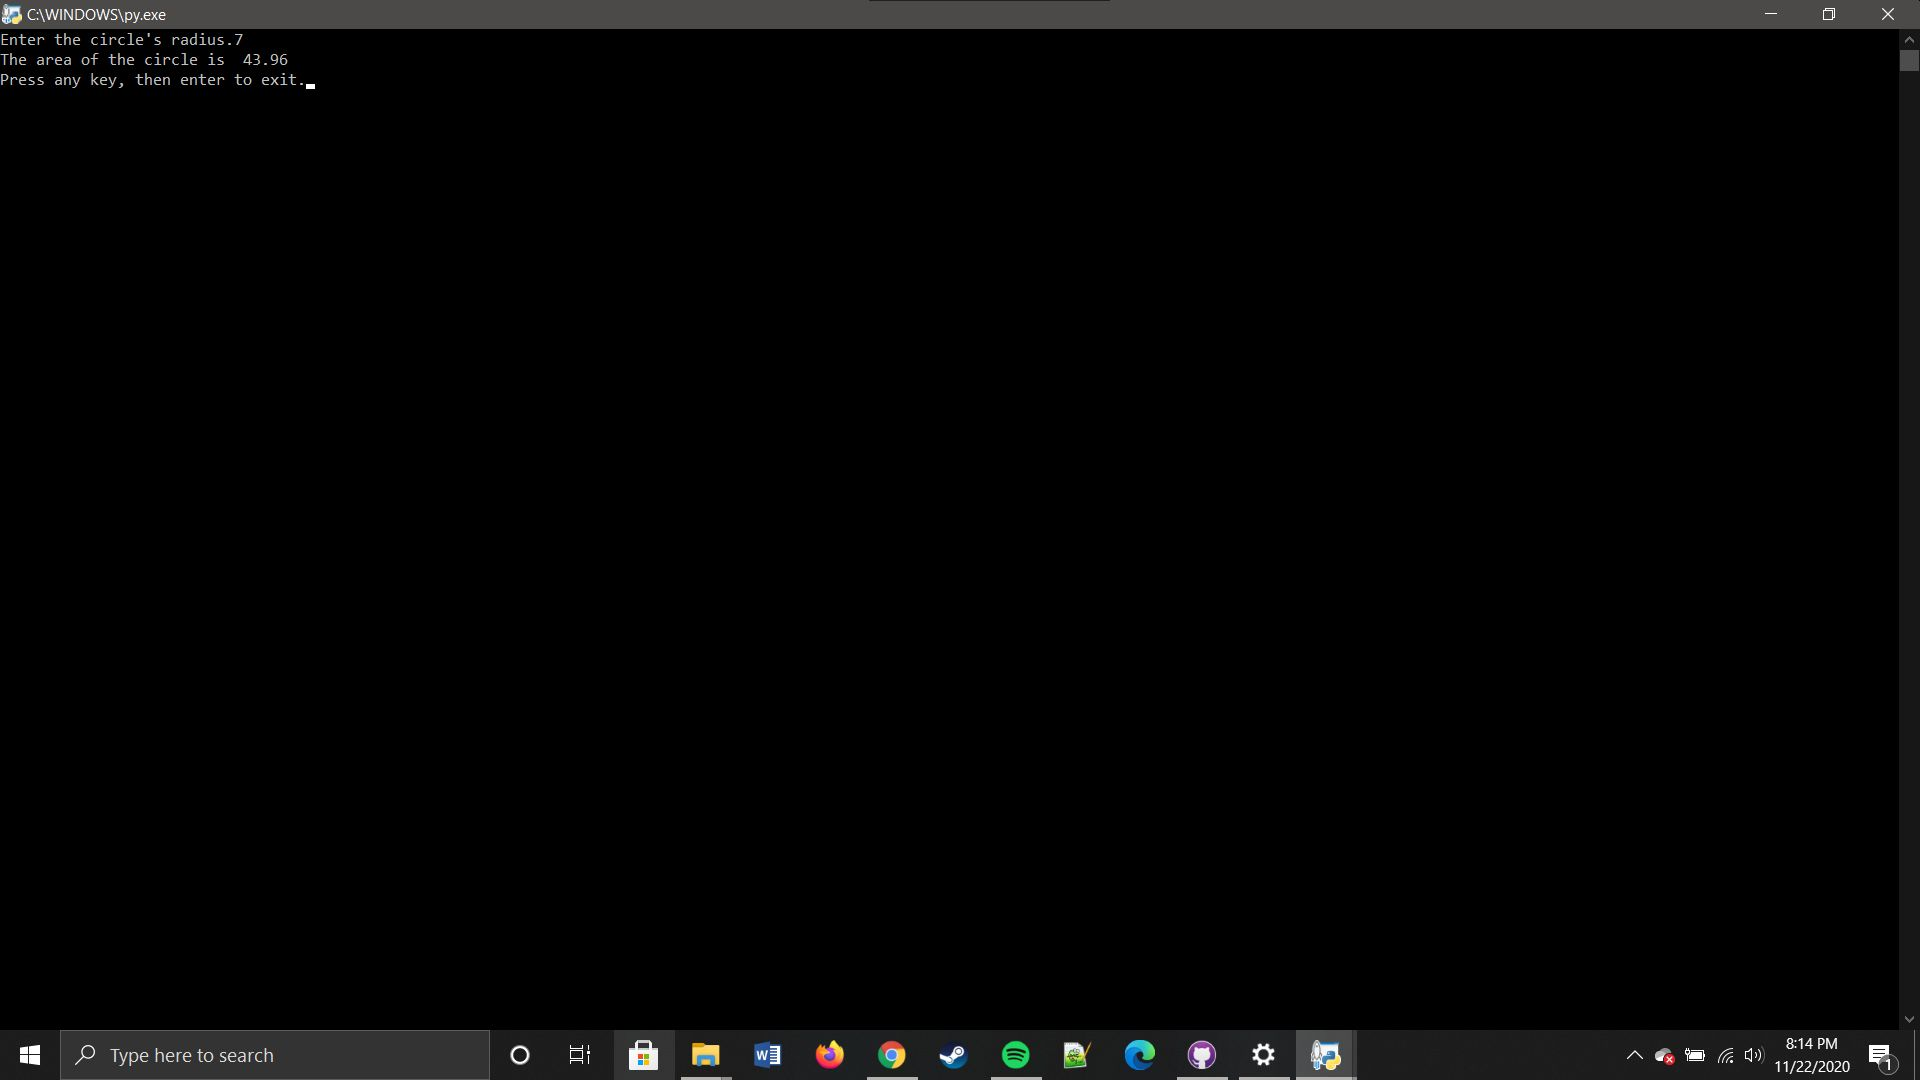 C:\WINDOWS\py.exe
Enter the circle's radius.7
The area of the circle is  43.96
Press any key, then enter to exit.
Type here to search
8:14 PM
11/22/2020
1